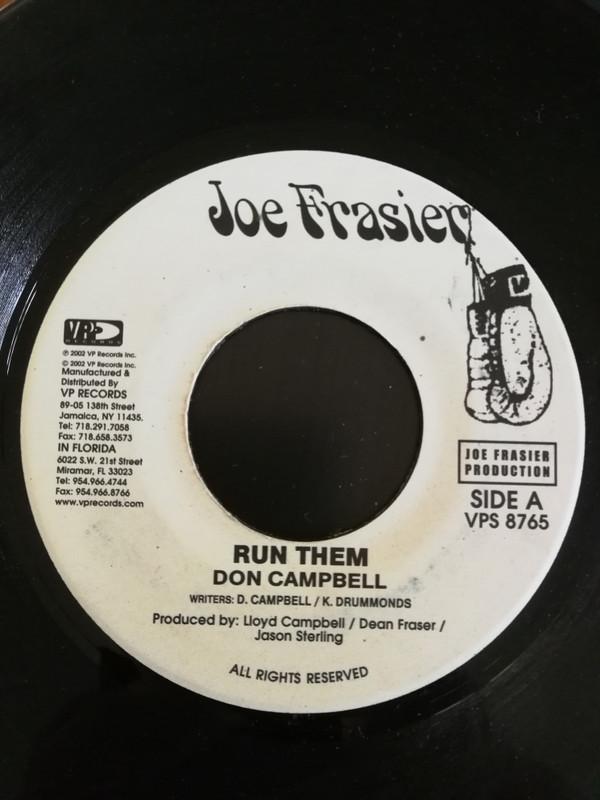 Joe Frasier
VP
RECORDS
℗ 2002 VP Records Inc.
© 2002 VP Records Inc.
Manufactured &
Distributed By
VP RECORDS
89-05 138th Street
Jamaica, NY 11435.
Tel: 718.291.7058
Fax: 718.658.3573
IN FLORIDA
6022 S.W. 21st Street
Miramar, FL 33023
Tel: 954.966.4744
Fax: 954.966.8766
www.vprecords.com
JOE FRASIER
PRODUCTION
SIDE A
VPS 8765
RUN THEM
DON CAMPBELL
WRITERS: D. CAMPBELL / K. DRUMMONDS
Produced by: Lloyd Campbell / Dean Fraser /
Jason Sterling
ALL RIGHTS RESERVED